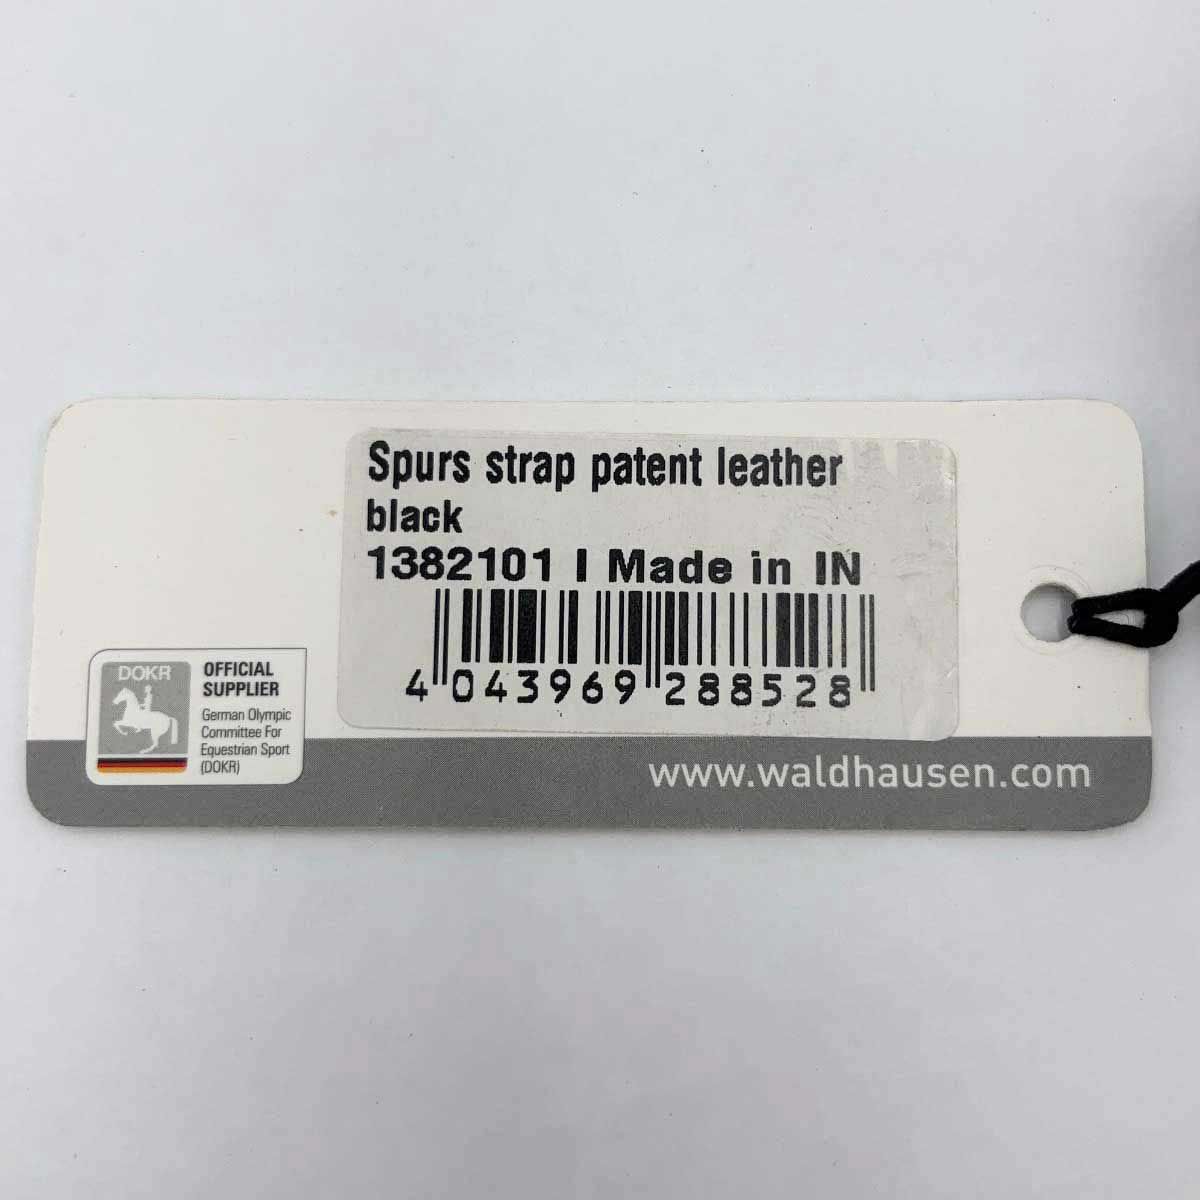 Spurs strap patent leather
black
1382101 I Made in IN
4 043969 288528
DOKR
OFFICIAL
SUPPLIER
German Olympic
Committee For
Equestrian Sport
(DOKR)
www.waldhausen.com